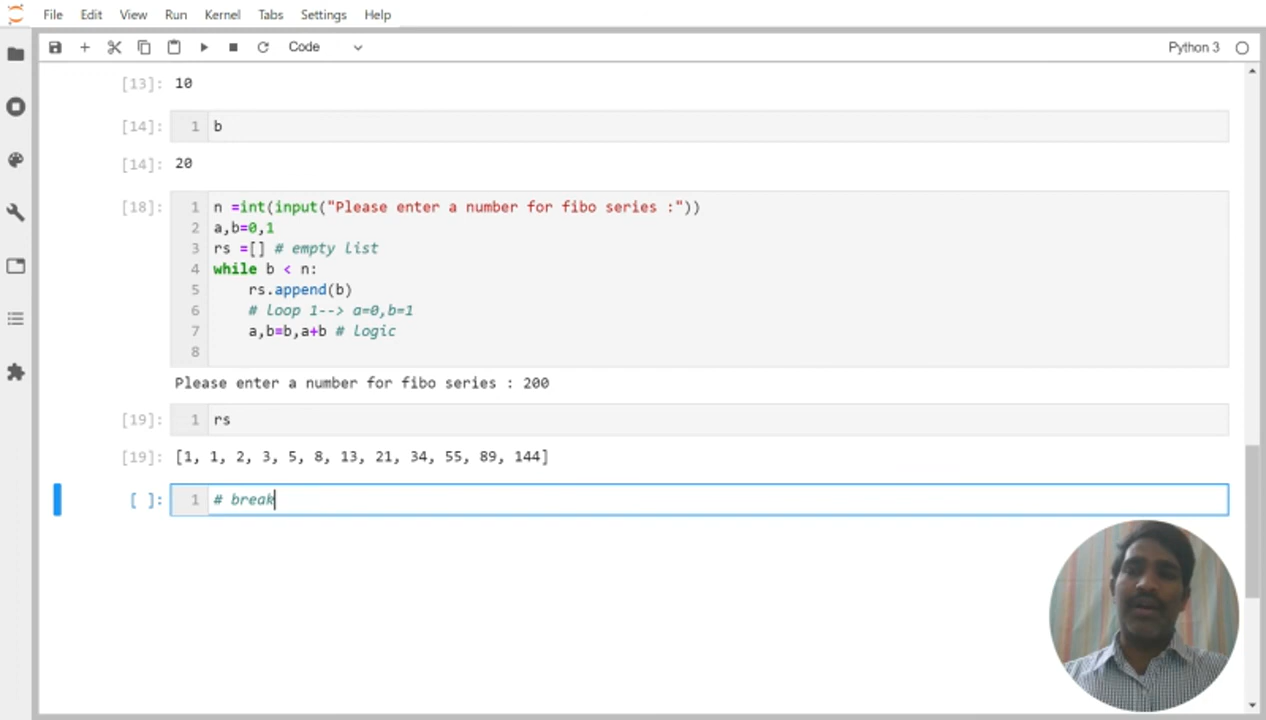 File Edit View Run Kernel Tabs Settings Help
Code Python 3
[13]: 10
[14]: 1 b
[14]: 20
[18]: 1 n =int(input("Please enter a number for fibo series :"))
2 a,b=0,1
3 rs =[] # empty list
4 while b < n:
5 rs.append(b)
6 # loop 1--> a=0,b=1
7 a,b=b,a+b # logic
8
Please enter a number for fibo series : 200
[19]: 1 rs
[19]: [1, 1, 2, 3, 5, 8, 13, 21, 34, 55, 89, 144]
[ ]: 1 # break